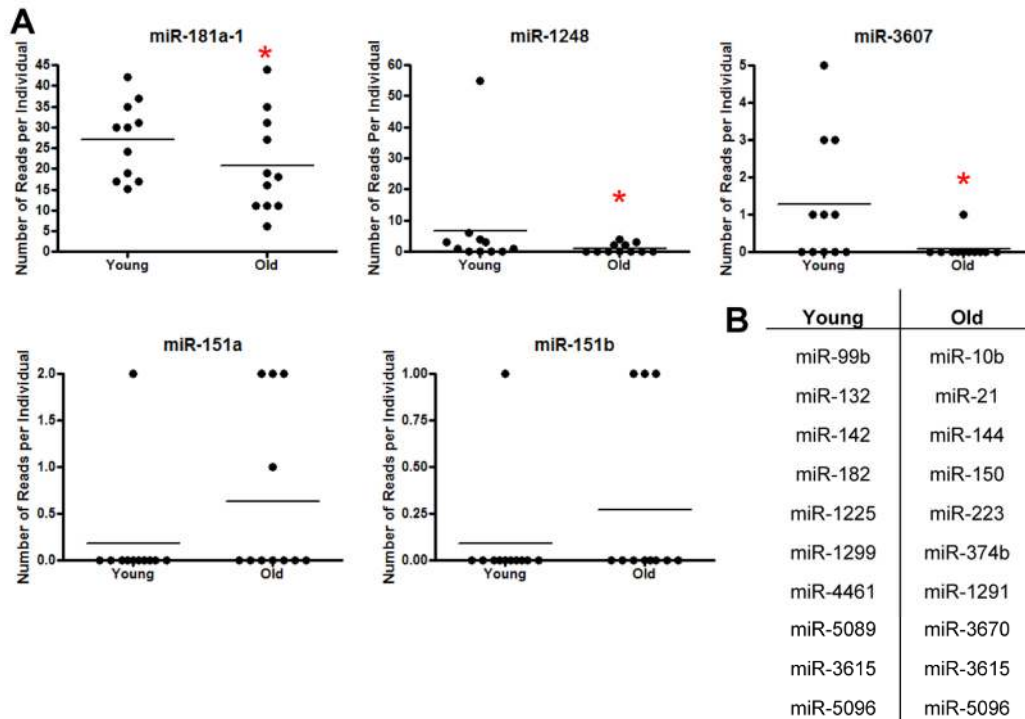 A
miR-181a-1
*
Number of Reads per Individual
45
40
35
30
25
20
15
10
5
0
Young
Old
miR-1248
*
Number of Reads Per Individual
60
50
40
30
20
10
0
Young
Old
miR-3607
*
Number of Reads per Individual
5
4
3
2
1
0
Young
Old
miR-151a
Number of Reads per Individual
2.0
1.5
1.0
0.5
0.0
Young
Old
miR-151b
Number of Reads per Individual
1.00
0.75
0.50
0.25
0.00
Young
Old
B
Young Old
miR-99b miR-10b
miR-132 miR-21
miR-142 miR-144
miR-182 miR-150
miR-1225 miR-223
miR-1299 miR-374b
miR-4461 miR-1291
miR-5089 miR-3670
miR-3615 miR-3615
miR-5096 miR-5096